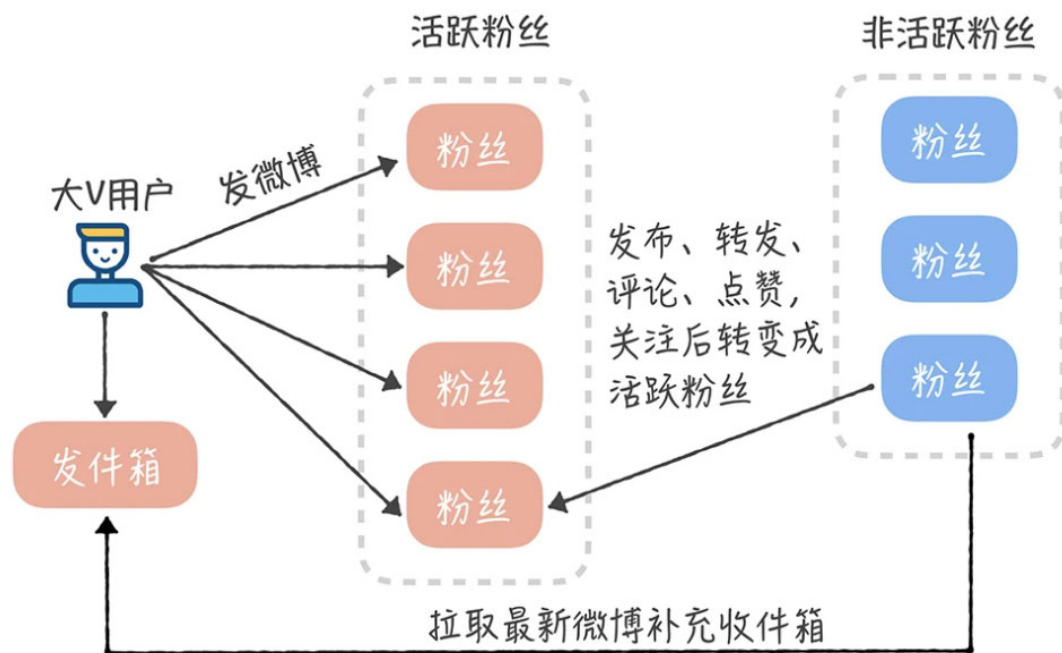 活跃粉丝
非活跃粉丝
粉丝
粉丝
发微博
大V用户
粉丝
粉丝
发布、转发、
评论、点赞，
关注后转变成
活跃粉丝
粉丝
粉丝
发件箱
粉丝
拉取最新微博补充收件箱